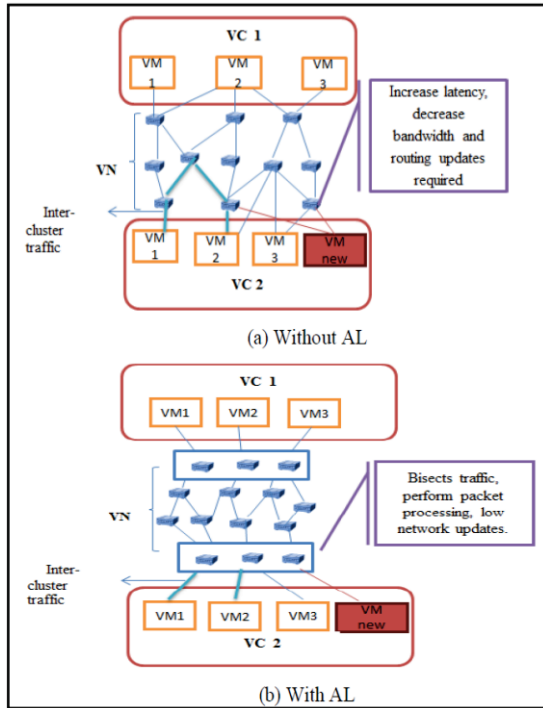 VC 1
VM 1
VM 2
VM 3
Increase latency,
decrease
bandwidth and
routing updates
required
VN
Inter-
cluster
traffic
VM 1
VM 2
VM 3
VM new
VC 2
(a) Without AL
VC 1
VM1
VM2
VM3
Bisects traffic,
perform packet
processing, low
network updates.
VN
Inter-
cluster
traffic
VM1
VM2
VM3
VM new
VC 2
(b) With AL